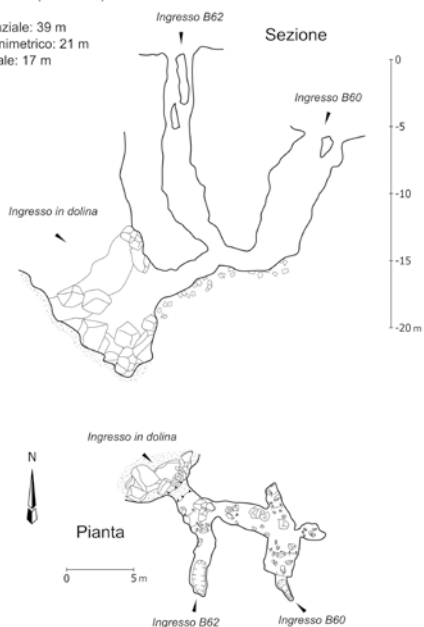 Ingresso B62
Sezione
nziale: 39 m
nimetrico: 21 m
ale: 17 m
0
Ingresso B60
-5
-10
Ingresso in dolina
-15
-20 m
Ingresso in dolina
N
Pianta
0 5 m
Ingresso B62
Ingresso B60